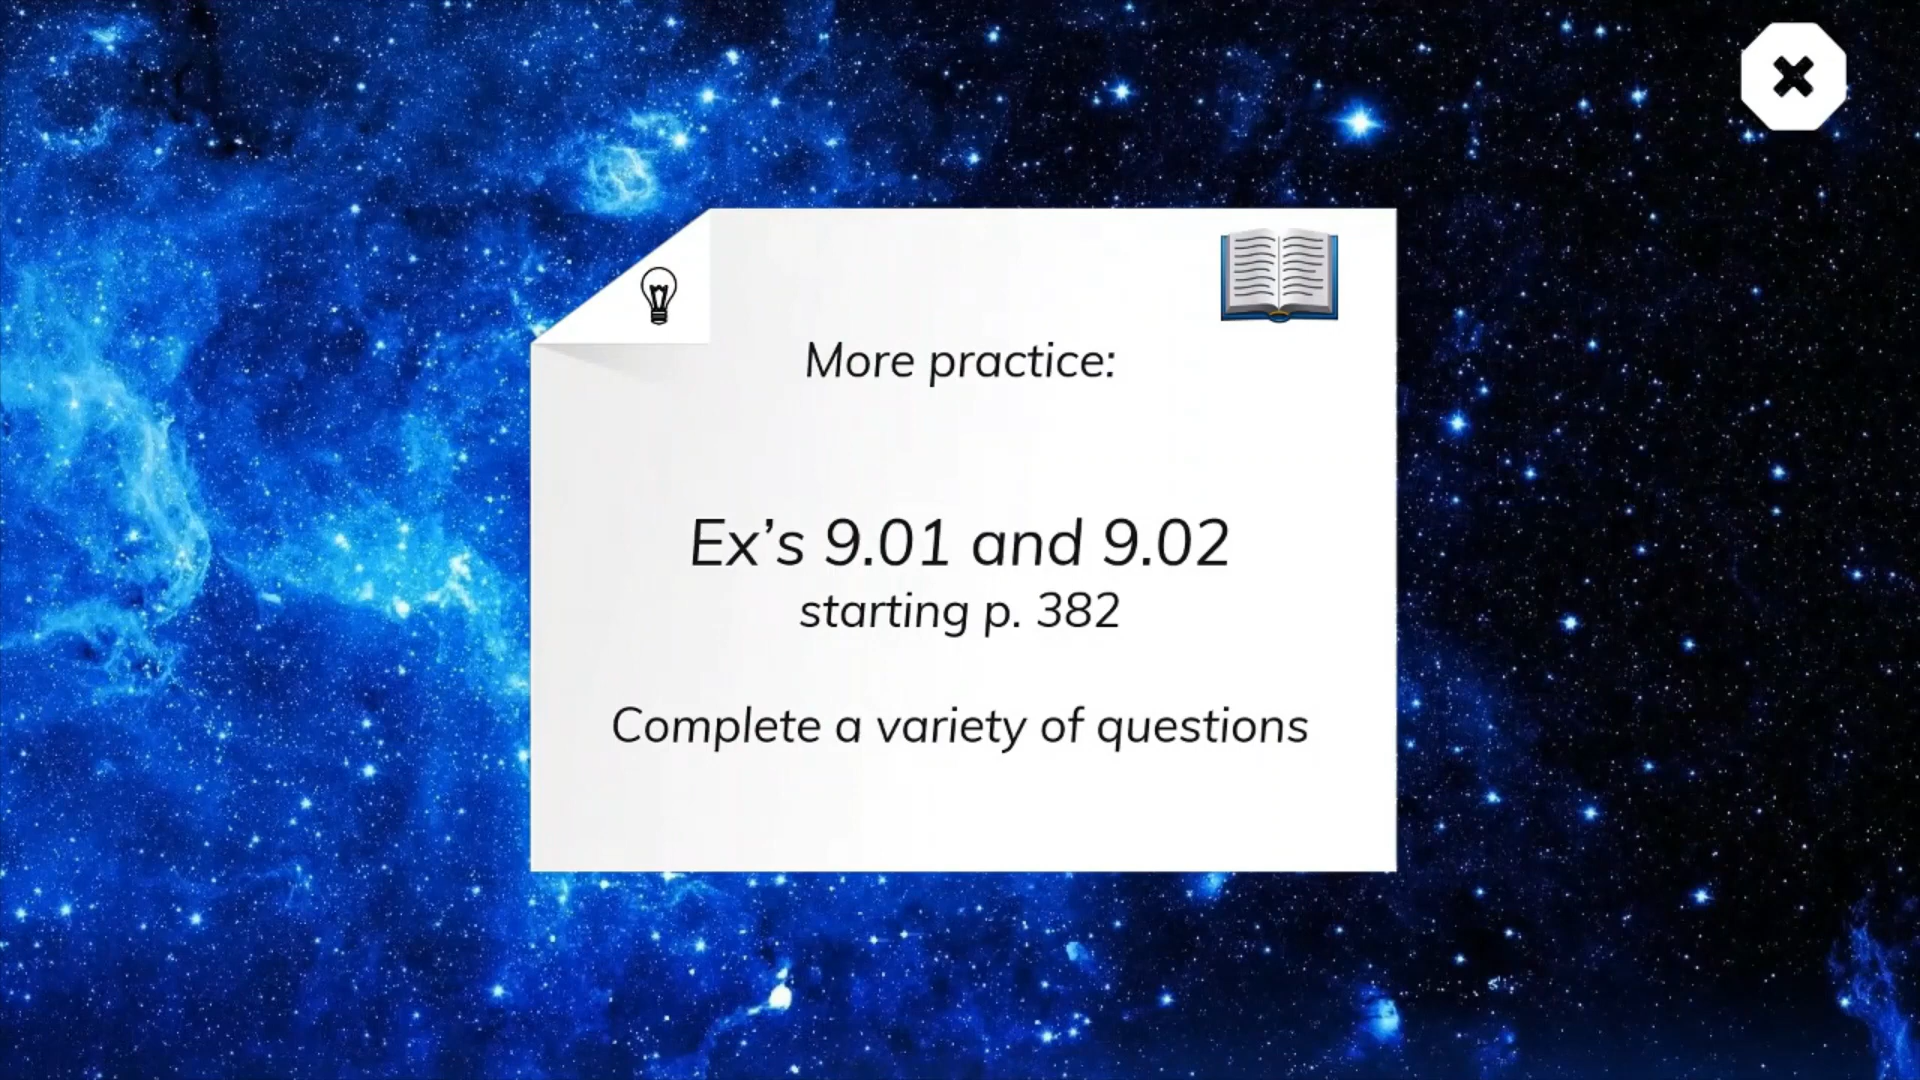 More practice:
Ex’s 9.01 and 9.02
starting p. 382
Complete a variety of questions